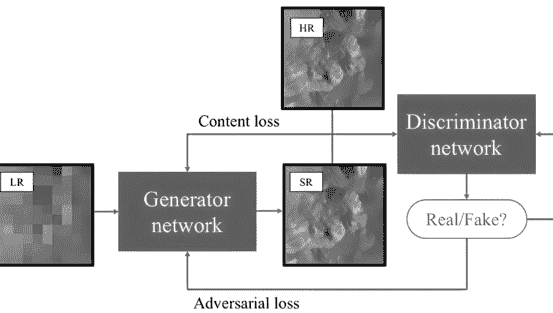 HR
Content loss
Discriminator
network
LR
Generator
network
SR
Real/Fake?
Adversarial loss